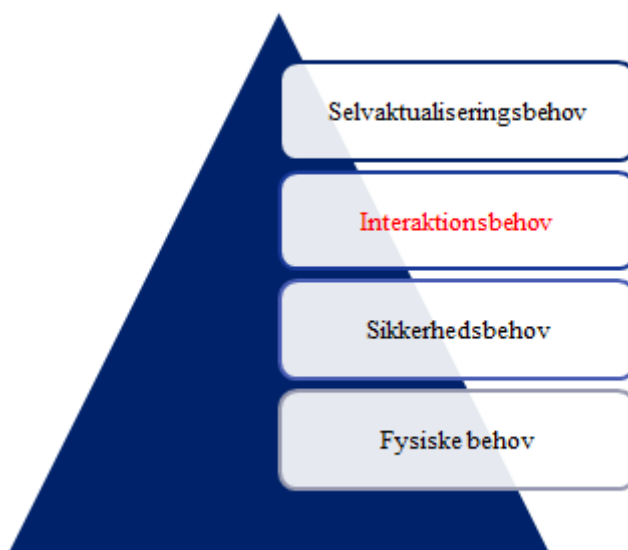 Selvaktualiseringsbehov
Interaktionsbehov
Sikkerhedsbehov
Fysiske behov